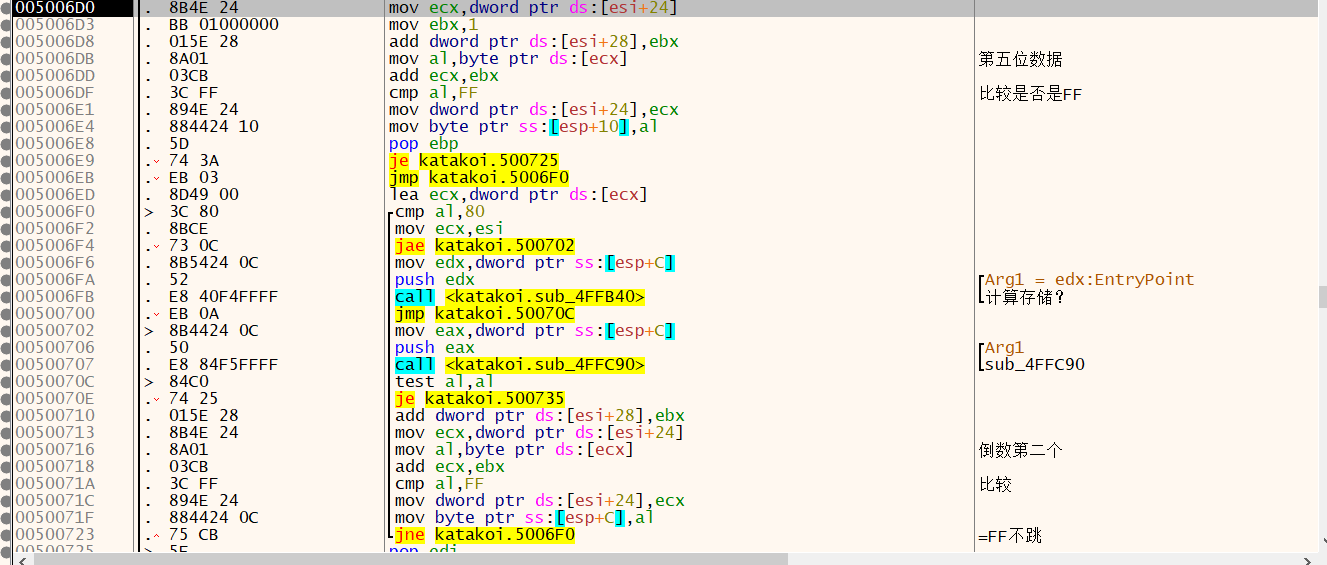 005006D0 . 8B4E 24 mov ecx,dword ptr ds:[esi+24]
005006D3 . BB 01000000 mov ebx,1
005006D8 . 015E 28 add dword ptr ds:[esi+28],ebx
005006DB . 8A01 mov al,byte ptr ds:[ecx] 第五位数据
005006DD . 03CB add ecx,ebx
005006DF . 3C FF cmp al,FF 比较是否是FF
005006E1 . 894E 24 mov dword ptr ds:[esi+24],ecx
005006E4 . 884424 10 mov byte ptr ss:[esp+10],al
005006E8 . 5D pop ebp
005006E9 . 74 3A je katakoi.500725
005006EB . EB 03 jmp katakoi.5006F0
005006ED . 8D49 00 lea ecx,dword ptr ds:[ecx]
005006F0 > 3C 80 cmp al,80
005006F2 . 8BCE mov ecx,esi
005006F4 . 73 0C jae katakoi.500702
005006F6 . 8B5424 0C mov edx,dword ptr ss:[esp+C]
005006FA . 52 push edx Arg1 = edx:EntryPoint
005006FB . E8 40F4FFFF call <katakoi.sub_4FFB40> 计算存储?
00500700 . EB 0A jmp katakoi.50070C
00500702 > 8B4424 0C mov eax,dword ptr ss:[esp+C]
00500706 . 50 push eax Arg1
00500707 . E8 84F5FFFF call <katakoi.sub_4FFC90> sub_4FFC90
0050070C > 84C0 test al,al
0050070E . 74 25 je katakoi.500735
00500710 . 015E 28 add dword ptr ds:[esi+28],ebx
00500713 . 8B4E 24 mov ecx,dword ptr ds:[esi+24]
00500716 . 8A01 mov al,byte ptr ds:[ecx] 倒数第二个
00500718 . 03CB add ecx,ebx
0050071A . 3C FF cmp al,FF 比较
0050071C . 894E 24 mov dword ptr ds:[esi+24],ecx
0050071F . 884424 0C mov byte ptr ss:[esp+C],al
00500723 . 75 CB jne katakoi.5006F0 =FF不跳
00500725 > 5F pop edi